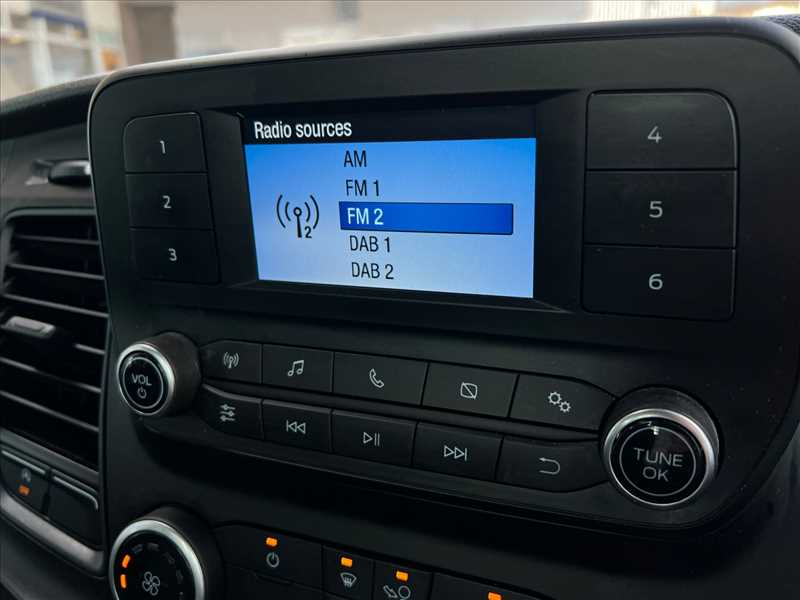 Radio sources
AM
FM 1
FM 2
DAB 1
DAB 2
2
1
2
3
4
5
6
VOL
TUNE
OK